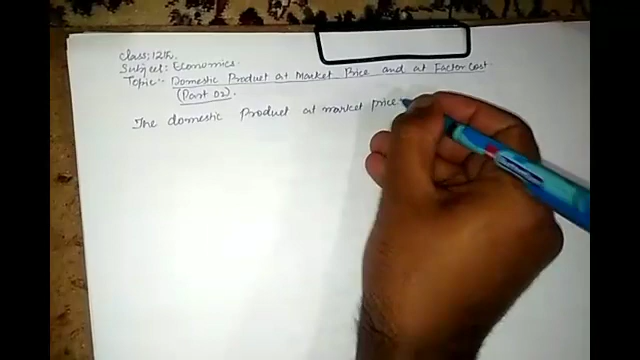 Class; 12th.
Subject: Economics.
Topic:- Domestic Product at Market Price and at Factor Cost
(Part 02).
The domestic Product at market price